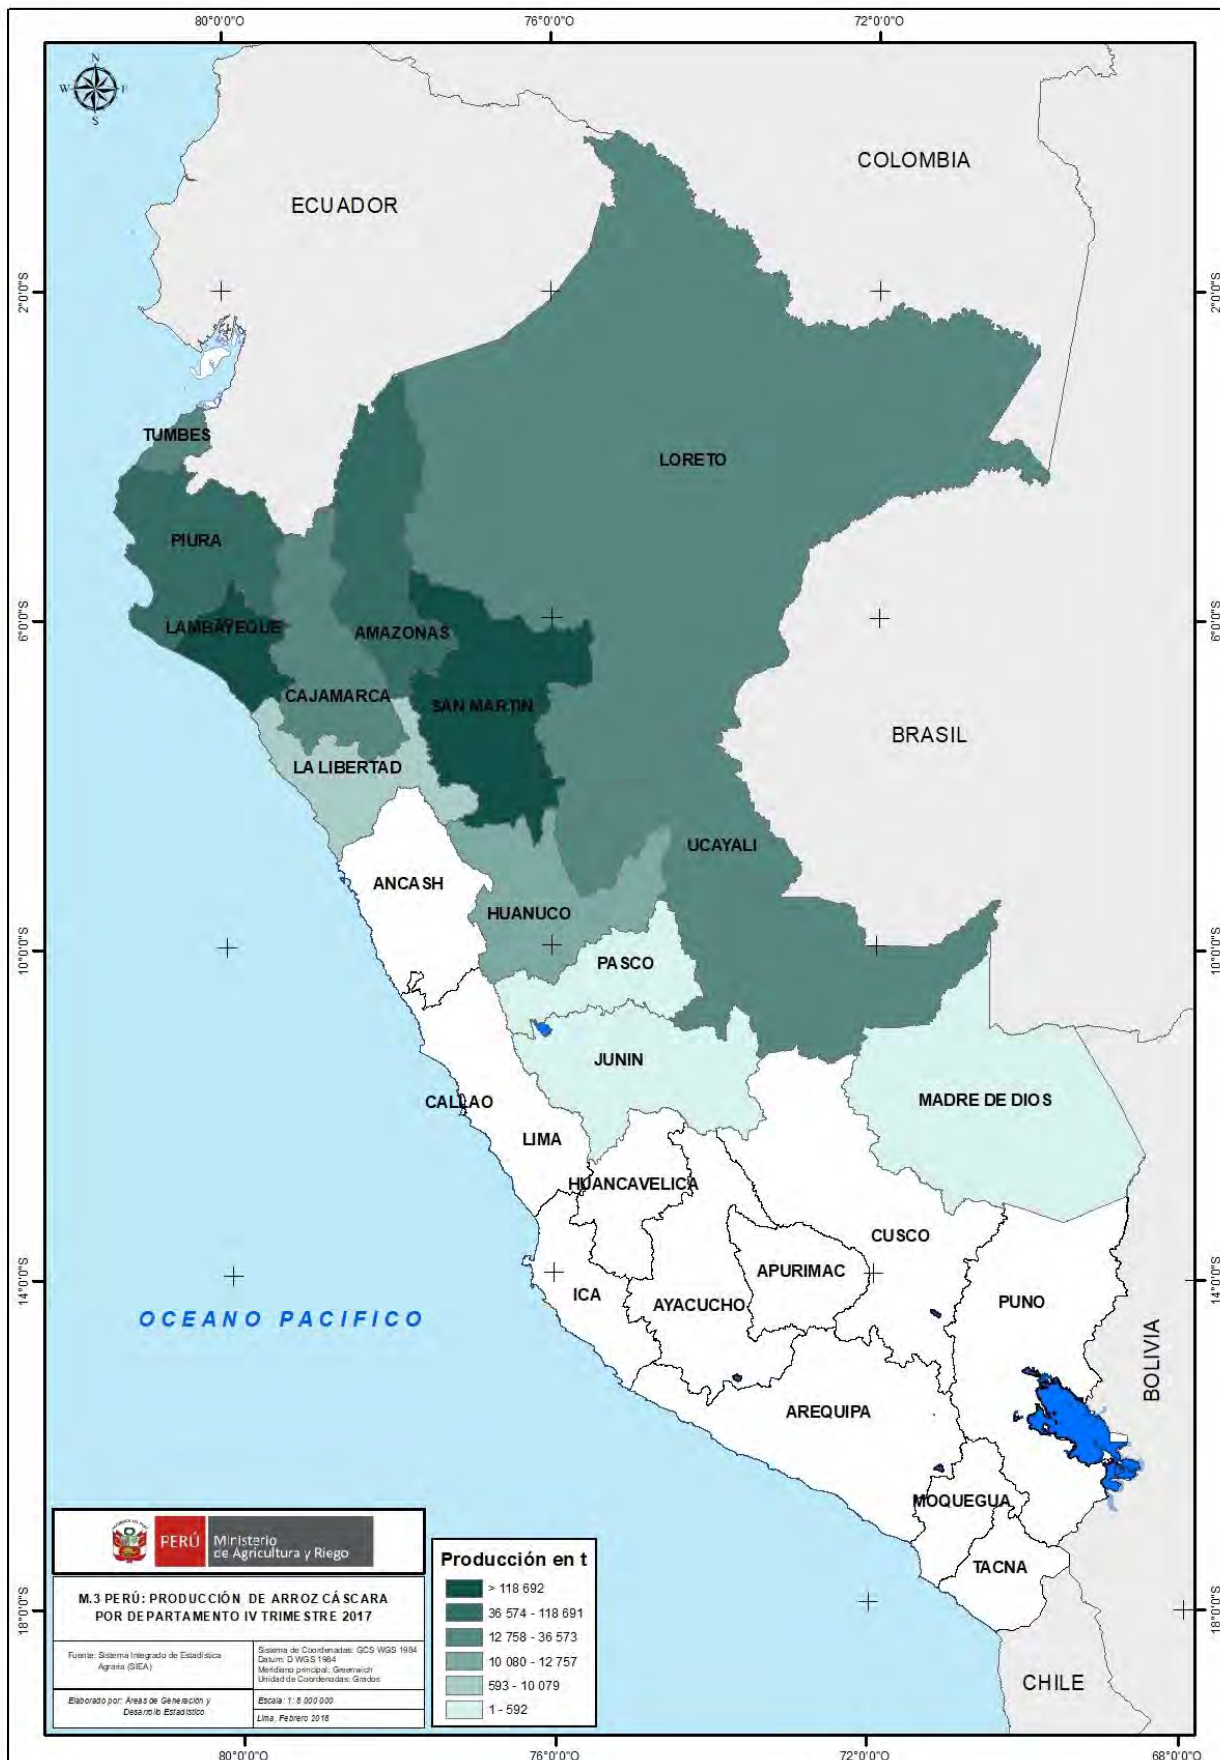 80°0'0"O 76°0'0"O 72°0'0"O
N
W E
S
COLOMBIA
ECUADOR
2°0'0"S 2°0'0"S
TUMBES
LORETO
PIURA
6°0'0"S 6°0'0"S
LAMBAYEQUE
AMAZONAS
CAJAMARCA
SAN MARTIN
BRASIL
LA LIBERTAD
UCAYALI
ANCASH
HUANUCO
10°0'0"S 10°0'0"S
PASCO
JUNIN
MADRE DE DIOS
CALLAO
LIMA
HUANCAVELICA
CUSCO
APURIMAC
14°0'0"S 14°0'0"S
ICA
AYACUCHO
PUNO
OCEANO PACIFICO
BOLIVIA
AREQUIPA
MOQUEGUA
TACNA
18°0'0"S 18°0'0"S
CHILE
PERÚ
Ministerio
de Agricultura y Riego
M.3 PERÚ: PRODUCCIÓN DE ARROZ CÁSCARA
POR DEPARTAMENTO IV TRIMESTRE 2017
Fuente: Sistema Integrado de Estadística
Agraria (SIEA)
Sistema de Coordenadas: GCS WGS 1984
Datum: D WGS 1984
Meridiano principal: Greenwich
Unidad de Coordenadas: Grados
Elaborado por: Áreas de Generación y
Desarrollo Estadístico
Escala: 1: 8 000 000
Lima, Febrero 2018
Producción en t
> 118 692
36 574 - 118 691
12 758 - 36 573
10 080 - 12 757
593 - 10 079
1 - 592
80°0'0"O 76°0'0"O 72°0'0"O 68°0'0"O